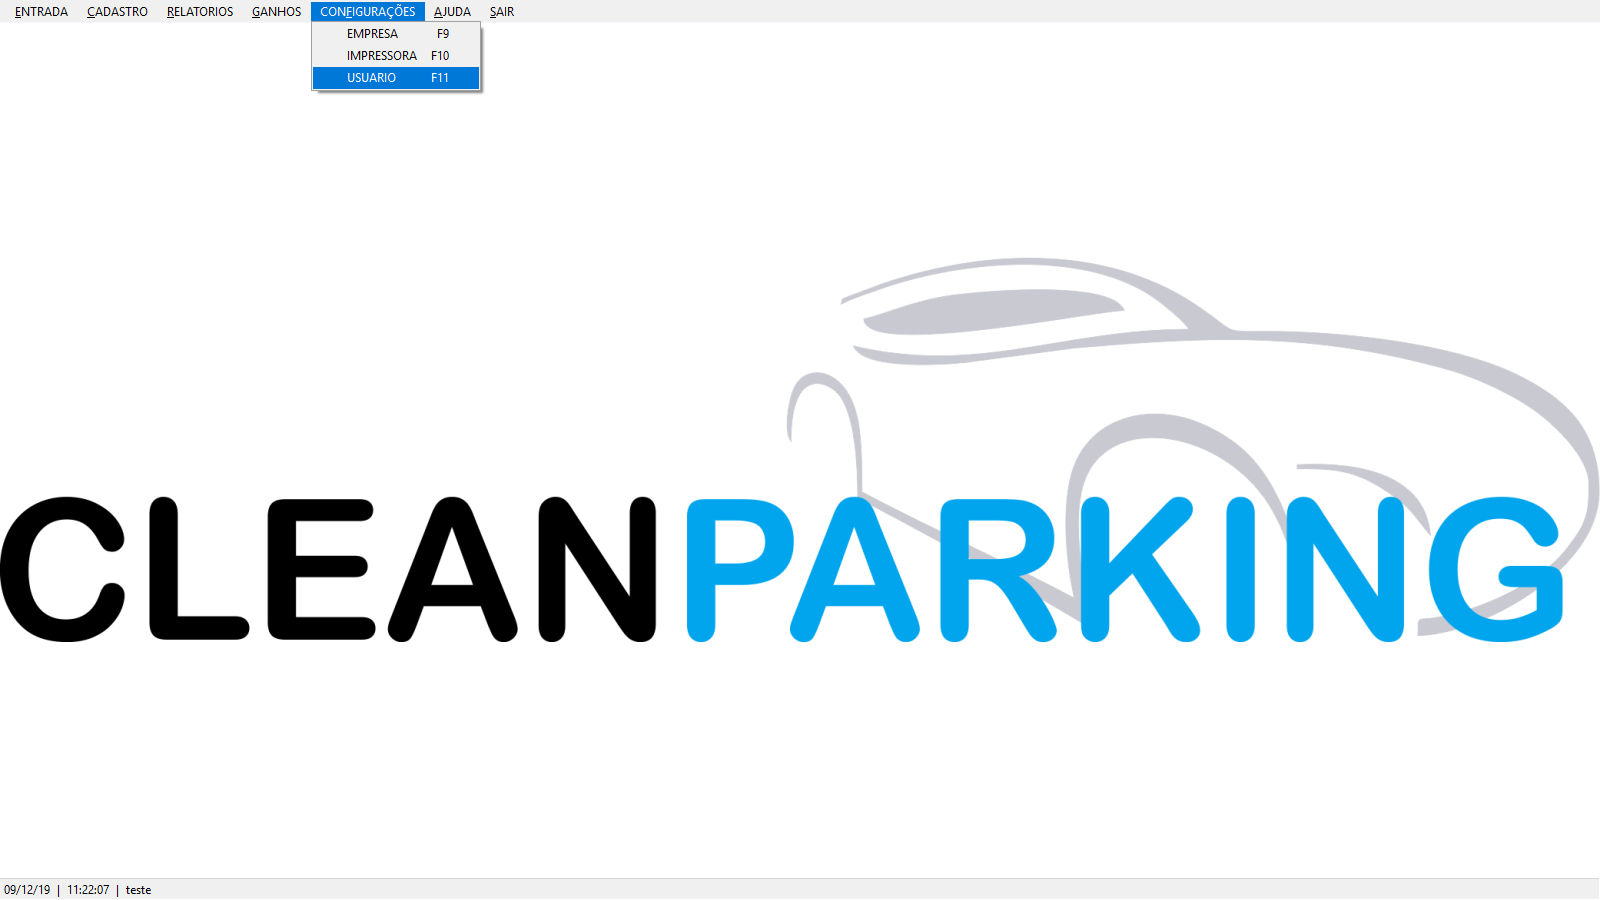 ENTRADA CADASTRO RELATORIOS GANHOS CONFIGURAÇÕES AJUDA SAIR
EMPRESA F9
IMPRESSORA F10
USUARIO F11
CLEANPARKING
09/12/19 | 11:22:07 | teste